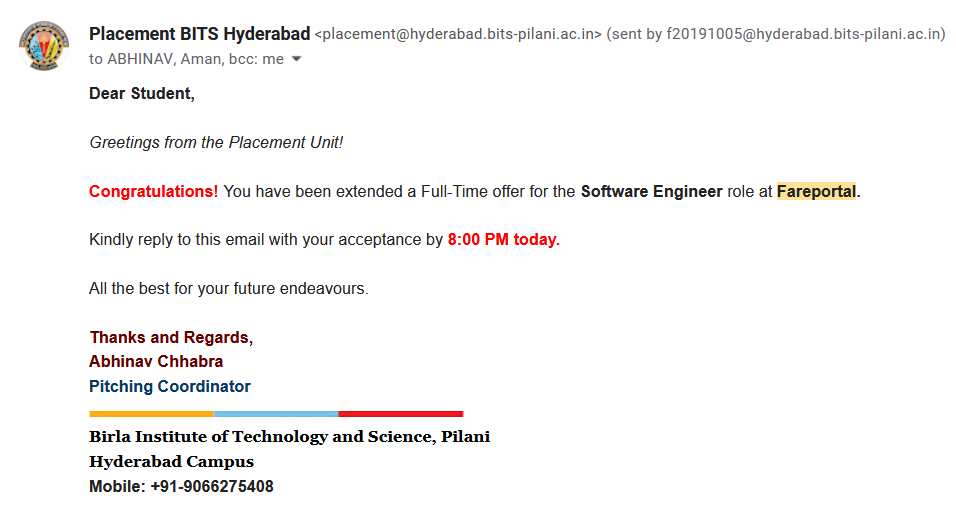 Placement BITS Hyderabad <placement@hyderabad.bits-pilani.ac.in> (sent by f20191005@hyderabad.bits-pilani.ac.in)
to ABHINAV, Aman, bcc: me
Dear Student,
Greetings from the Placement Unit!
Congratulations! You have been extended a Full-Time offer for the Software Engineer role at Fareportal.
Kindly reply to this email with your acceptance by 8:00 PM today.
All the best for your future endeavours.
Thanks and Regards,
Abhinav Chhabra
Pitching Coordinator
Birla Institute of Technology and Science, Pilani
Hyderabad Campus
Mobile: +91-9066275408